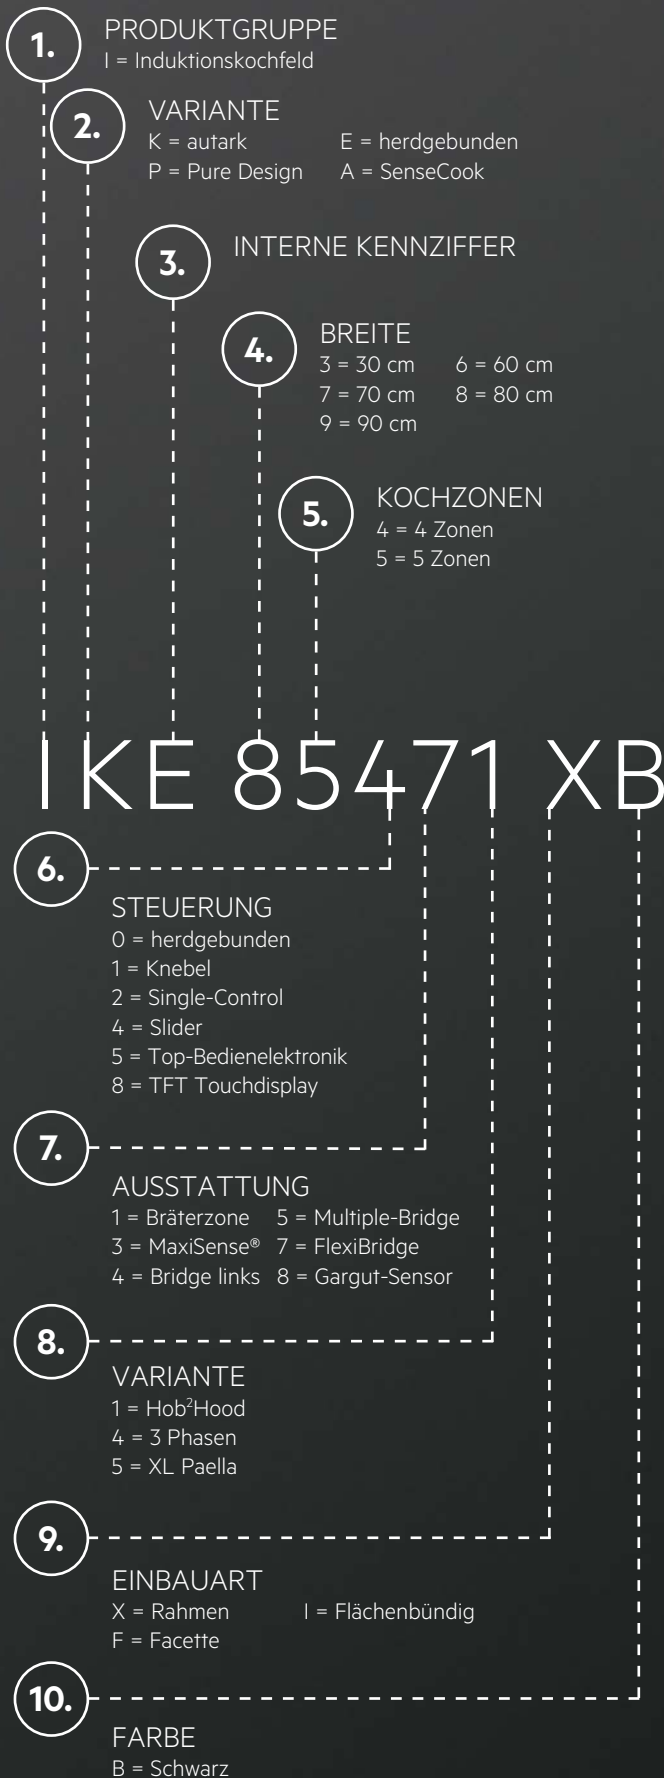 1.
PRODUKTGRUPPE
I = Induktionskochfeld
2.
VARIANTE
K = autark E = herdgebunden
P = Pure Design A = SenseCook
3.
INTERNE KENNZIFFER
4.
BREITE
3 = 30 cm 6 = 60 cm
7 = 70 cm 8 = 80 cm
9 = 90 cm
5.
KOCHZONEN
4 = 4 Zonen
5 = 5 Zonen
IKE 85471 XB
6.
STEUERUNG
0 = herdgebunden
1 = Knebel
2 = Single-Control
4 = Slider
5 = Top-Bedienelektronik
8 = TFT Touchdisplay
7.
AUSSTATTUNG
1 = Bräterzone 5 = Multiple-Bridge
3 = MaxiSense® 7 = FlexiBridge
4 = Bridge links 8 = Gargut-Sensor
8.
VARIANTE
1 = Hob²Hood
4 = 3 Phasen
5 = XL Paella
9.
EINBAUART
X = Rahmen I = Flächenbündig
F = Facette
10.
FARBE
B = Schwarz